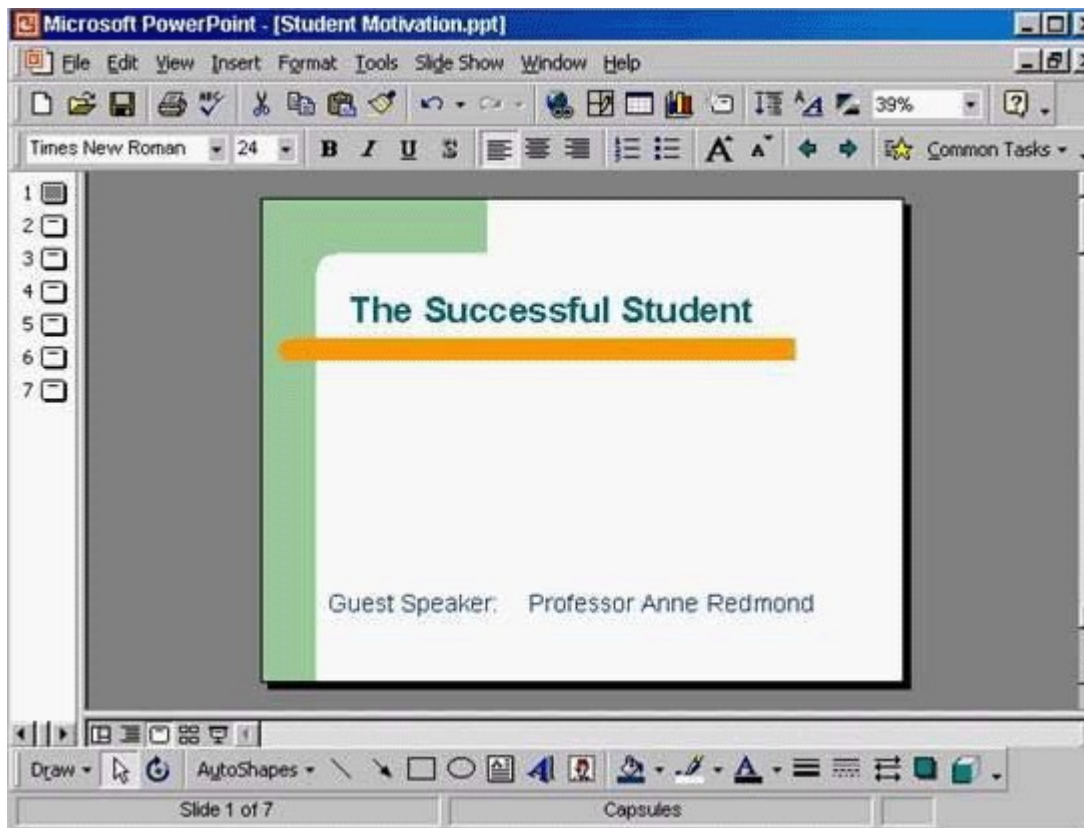 Microsoft PowerPoint - [Student Motivation.ppt]
File Edit View Insert Format Tools Slide Show Window Help
ABC A 39% ?
Times New Roman 24 B I U S A A Common Tasks
1
2
3
4
5
6
7
The Successful Student
Guest Speaker: Professor Anne Redmond
Draw AutoShapes A A
Slide 1 of 7 Capsules